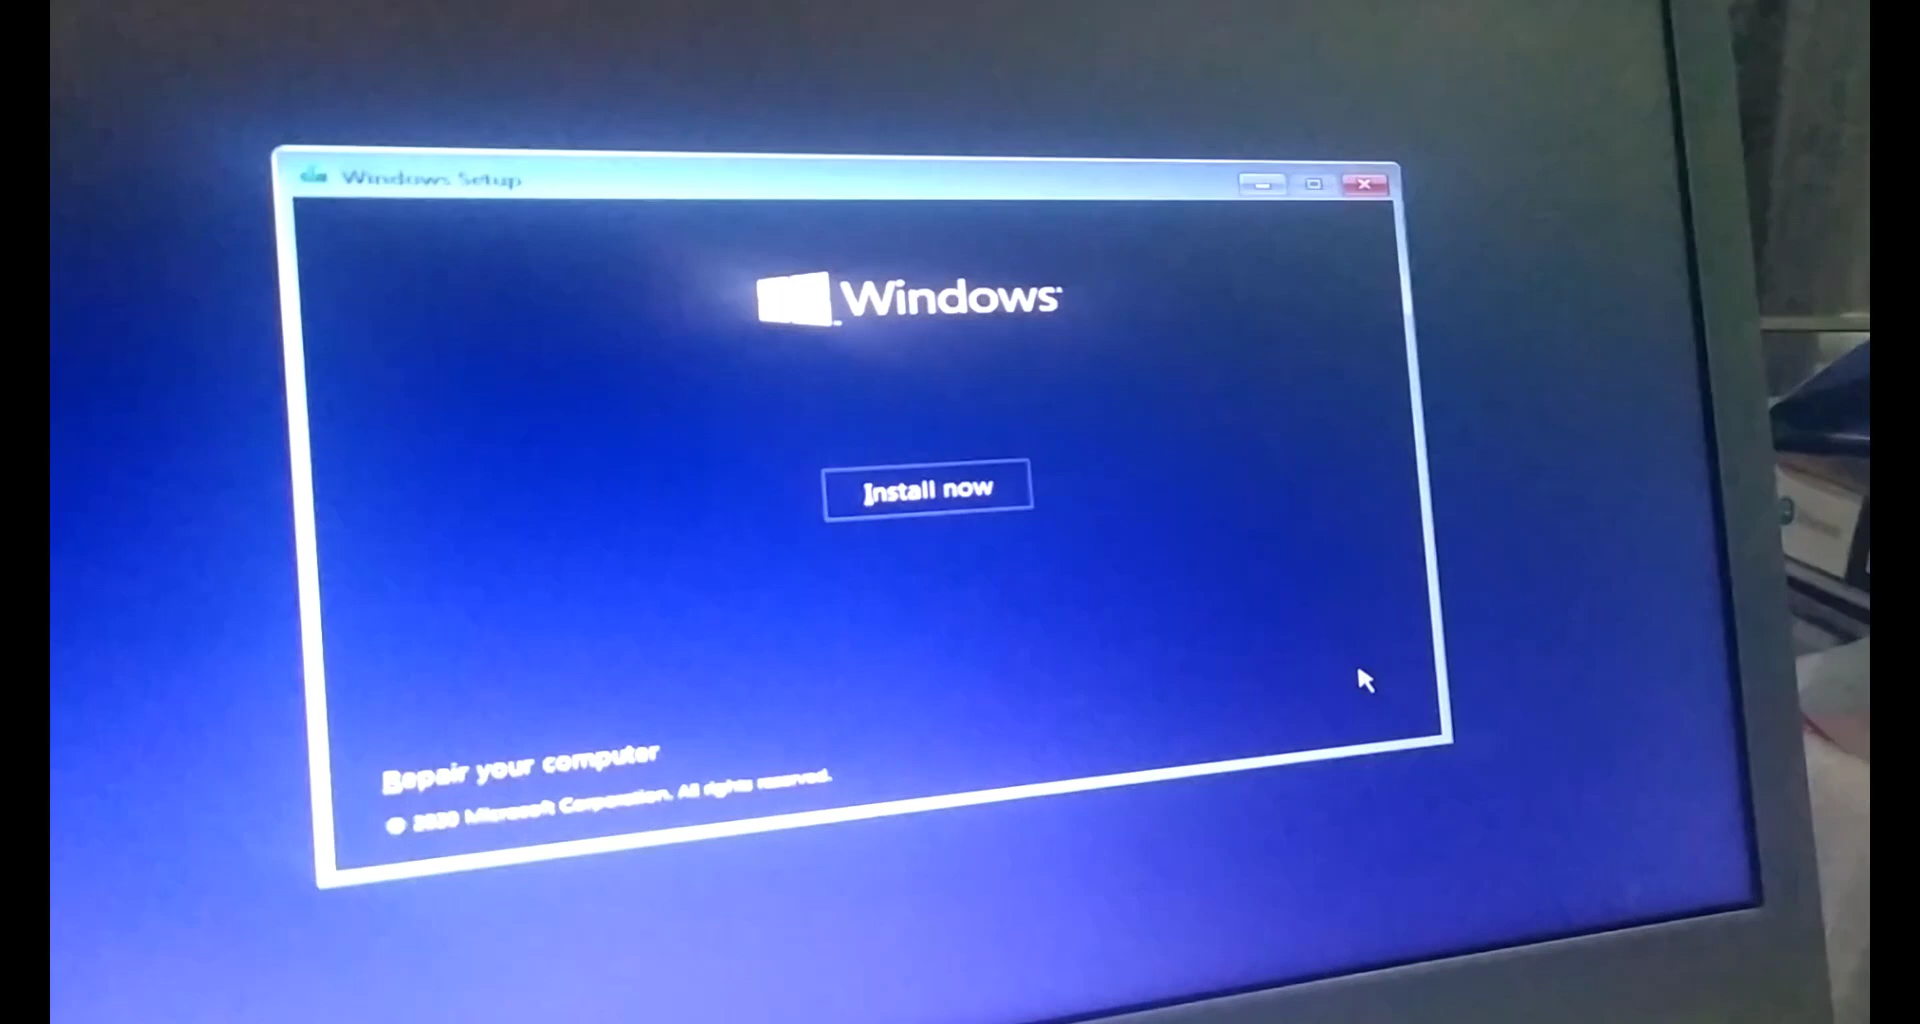 Windows Setup
Windows
Install now
Repair your computer
© 2020 Microsoft Corporation. All rights reserved.